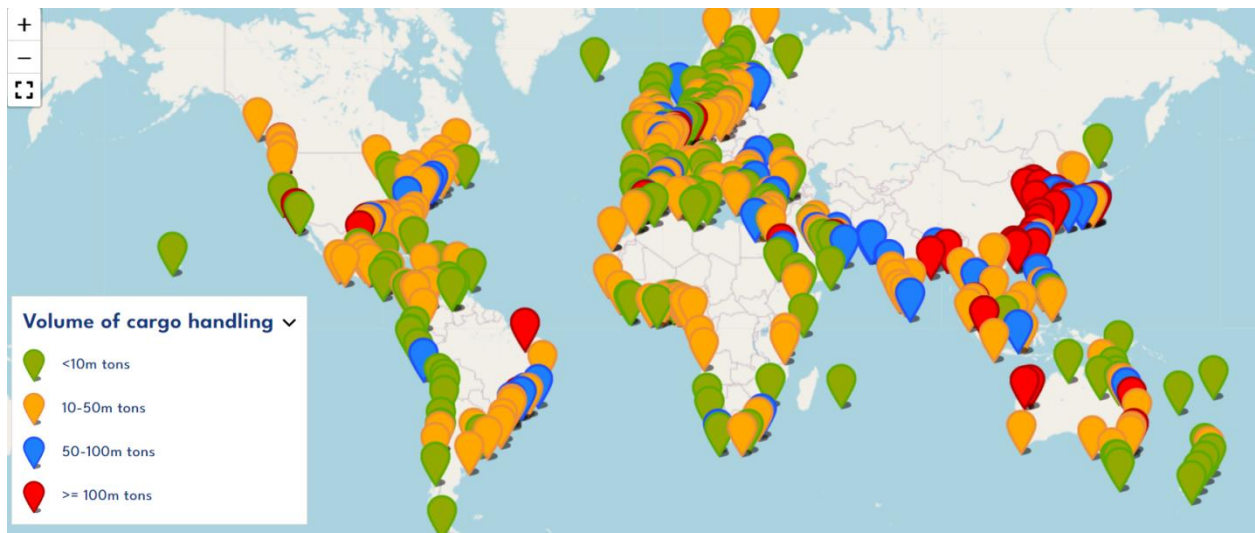 +
−
Volume of cargo handling
<10m tons
10-50m tons
50-100m tons
>= 100m tons